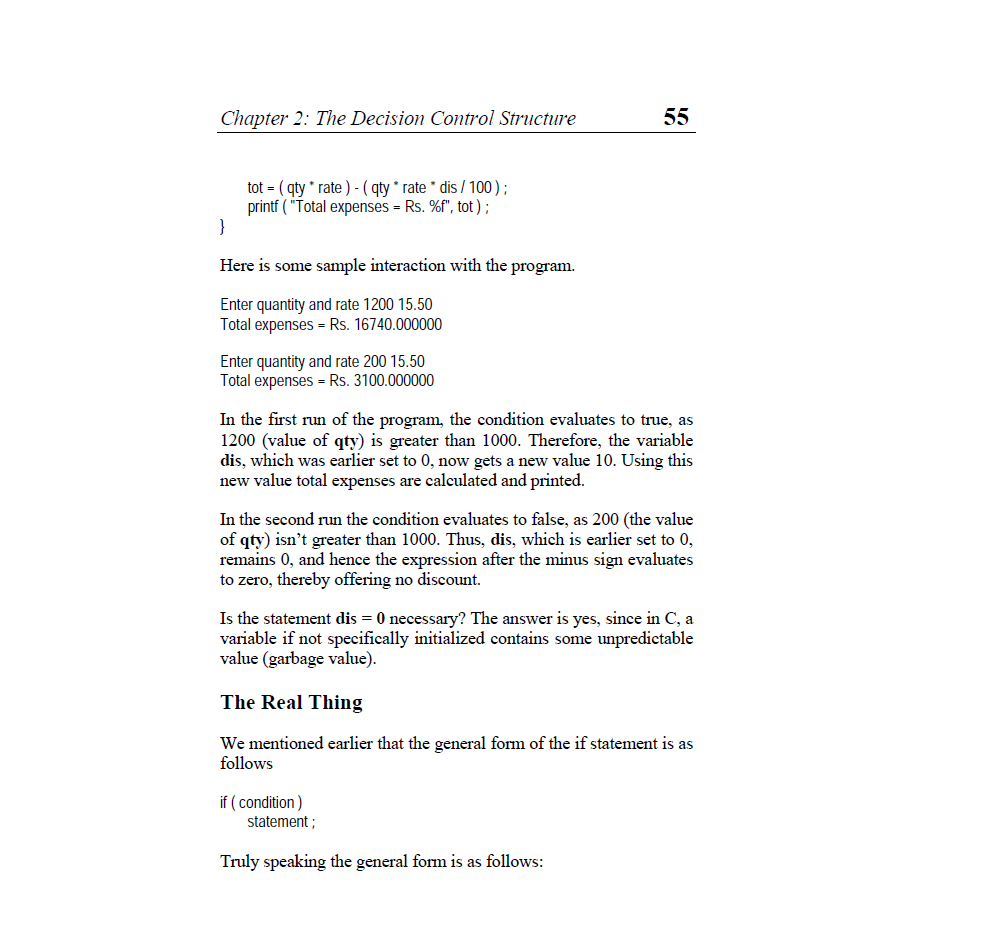 Chapter 2: The Decision Control Structure 55
tot = ( qty * rate ) - ( qty * rate * dis / 100 ) ;
printf ( "Total expenses = Rs. %f", tot ) ;
}
Here is some sample interaction with the program.
Enter quantity and rate 1200 15.50
Total expenses = Rs. 16740.000000
Enter quantity and rate 200 15.50
Total expenses = Rs. 3100.000000
In the first run of the program, the condition evaluates to true, as
1200 (value of qty) is greater than 1000. Therefore, the variable
dis, which was earlier set to 0, now gets a new value 10. Using this
new value total expenses are calculated and printed.
In the second run the condition evaluates to false, as 200 (the value
of qty) isn’t greater than 1000. Thus, dis, which is earlier set to 0,
remains 0, and hence the expression after the minus sign evaluates
to zero, thereby offering no discount.
Is the statement dis = 0 necessary? The answer is yes, since in C, a
variable if not specifically initialized contains some unpredictable
value (garbage value).
The Real Thing
We mentioned earlier that the general form of the if statement is as
follows
if ( condition )
statement ;
Truly speaking the general form is as follows: